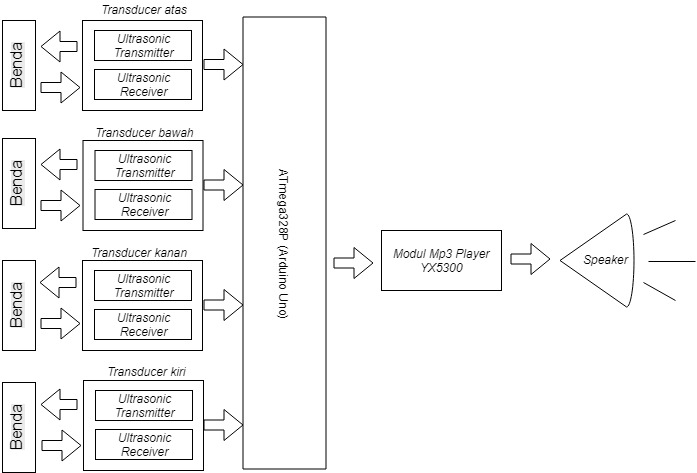 Transducer atas
Benda
Ultrasonic
Transmitter
Ultrasonic
Receiver
Transducer bawah
Benda
Ultrasonic
Transmitter
Ultrasonic
Receiver
Transducer kanan
Benda
Ultrasonic
Transmitter
Ultrasonic
Receiver
Transducer kiri
Benda
Ultrasonic
Transmitter
Ultrasonic
Receiver
ATmega328P (Arduino Uno)
Modul Mp3 Player
YX5300
Speaker